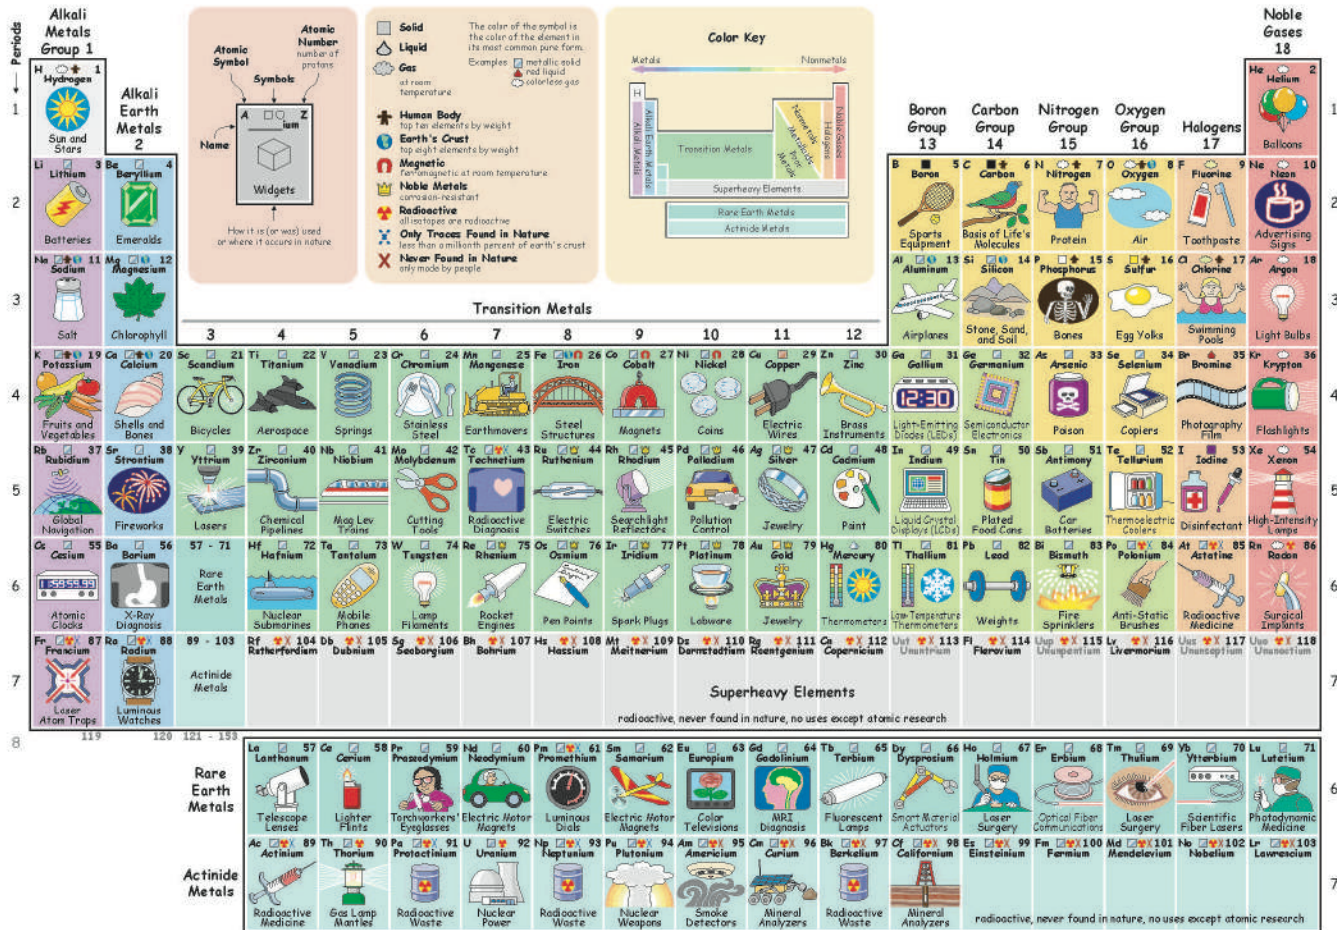 Periods
Alkali
Metals
Group 1
Alkali
Earth
Metals
2
Atomic
Symbol
Atomic
Number
number of
protons
Symbols
A Z
ium
Name
Widgets
How it is (or was) used
or where it occurs in nature
Solid
Liquid
Gas
at room
temperature
The color of the symbol is
the color of the element in
its most common pure form.
Examples
metallic solid
red liquid
colorless gas
Human Body
top ten elements by weight
Earth's Crust
top eight elements by weight
Magnetic
ferromagnetic at room temperature
Noble Metals
corrosion-resistant
Radioactive
all isotopes are radioactive
Only Traces Found in Nature
less than a millionth percent of earth's crust
Never Found in Nature
only made by people
Color Key
Metals Nonmetals
H
Alkali Metals
Alkali Earth Metals
Transition Metals
Poor Metals
Metalloids
Nonmetals
Halogens
Noble Gases
Superheavy Elements
Rare Earth Metals
Actinide Metals
Boron
Group
13
Carbon
Group
14
Nitrogen
Group
15
Oxygen
Group
16
Halogens
17
Noble
Gases
18
1
H 1
Hydrogen
Sun and
Stars
He 2
Helium
Balloons
1
2
Li 3
Lithium
Batteries
Be 4
Beryllium
Emeralds
B 5
Boron
Sports
Equipment
C 6
Carbon
Basis of Life's
Molecules
N 7
Nitrogen
Protein
O 8
Oxygen
Air
F 9
Fluorine
Toothpaste
Ne 10
Neon
Advertising
Signs
2
3
Na 11
Sodium
Salt
Mg 12
Magnesium
Chlorophyll
Transition Metals
3 4 5 6 7 8 9 10 11 12
Al 13
Aluminum
Airplanes
Si 14
Silicon
Stone, Sand,
and Soil
P 15
Phosphorus
Bones
S 16
Sulfur
Egg Yolks
Cl 17
Chlorine
Swimming
Pools
Ar 18
Argon
Light Bulbs
3
4
K 19
Potassium
Fruits and
Vegetables
Ca 20
Calcium
Shells and
Bones
Sc 21
Scandium
Bicycles
Ti 22
Titanium
Aerospace
V 23
Vanadium
Springs
Cr 24
Chromium
Stainless
Steel
Mn 25
Manganese
Earthmovers
Fe 26
Iron
Steel
Structures
Co 27
Cobalt
Magnets
Ni 28
Nickel
Coins
Cu 29
Copper
Electric
Wires
Zn 30
Zinc
Brass
Instruments
Ga 31
Gallium
12:30
Light-Emitting
Diodes (LEDs)
Ge 32
Germanium
Semiconductor
Electronics
As 33
Arsenic
Poison
Se 34
Selenium
Copiers
Br 35
Bromine
Photography
Film
Kr 36
Krypton
Flashlights
4
5
Rb 37
Rubidium
Global
Navigation
Sr 38
Strontium
Fireworks
Y 39
Yttrium
Lasers
Zr 40
Zirconium
Chemical
Pipelines
Nb 41
Niobium
Mag Lev
Trains
Mo 42
Molybdenum
Cutting
Tools
Tc 43
Technetium
Radioactive
Diagnosis
Ru 44
Ruthenium
Electric
Switches
Rh 45
Rhodium
Searchlight
Reflectors
Pd 46
Palladium
Pollution
Control
Ag 47
Silver
Jewelry
Cd 48
Cadmium
Paint
In 49
Indium
Liquid Crystal
Displays (LCDs)
Sn 50
Tin
Plated
Food Cans
Sb 51
Antimony
Car
Batteries
Te 52
Tellurium
Thermoelectric
Coolers
I 53
Iodine
Disinfectant
Xe 54
Xenon
High-Intensity
Lamps
5
6
Cs 55
Cesium
1:59:59.99
Atomic
Clocks
Ba 56
Barium
X-Ray
Diagnosis
57 - 71
Rare
Earth
Metals
Hf 72
Hafnium
Nuclear
Submarines
Ta 73
Tantalum
Mobile
Phones
W 74
Tungsten
Lamp
Filaments
Re 75
Rhenium
Rocket
Engines
Os 76
Osmium
Pen Points
Ir 77
Iridium
Spark Plugs
Pt 78
Platinum
Labware
Au 79
Gold
Jewelry
Hg 80
Mercury
Thermometers
Tl 81
Thallium
Low-Temperature
Thermometers
Pb 82
Lead
Weights
Bi 83
Bismuth
Fire
Sprinklers
Po 84
Polonium
Anti-Static
Brushes
At 85
Astatine
Radioactive
Medicine
Rn 86
Radon
Surgical
Implants
6
7
Fr 87
Francium
Laser
Atom Traps
Ra 88
Radium
Luminous
Watches
89 - 103
Actinide
Metals
Rf 104
Rutherfordium
Db 105
Dubnium
Sg 106
Seaborgium
Bh 107
Bohrium
Hs 108
Hassium
Mt 109
Meitnerium
Ds 110
Darmstadtium
Rg 111
Roentgenium
Cn 112
Copernicium
Uut 113
Ununtrium
Fl 114
Flerovium
Uup 115
Ununpentium
Lv 116
Livermorium
Uus 117
Ununseptium
Uuo 118
Ununoctium
Superheavy Elements
radioactive, never found in nature, no uses except atomic research
7
8
119 120 121 - 153
Rare
Earth
Metals
La 57
Lanthanum
Telescope
Lenses
Ce 58
Cerium
Lighter
Flints
Pr 59
Praseodymium
Torchworkers'
Eyeglasses
Nd 60
Neodymium
Electric Motor
Magnets
Pm 61
Promethium
Luminous
Dials
Sm 62
Samarium
Electric Motor
Magnets
Eu 63
Europium
Color
Televisions
Gd 64
Gadolinium
MRI
Diagnosis
Tb 65
Terbium
Fluorescent
Lamps
Dy 66
Dysprosium
Smart Material
Actuators
Ho 67
Holmium
Laser
Surgery
Er 68
Erbium
Optical Fiber
Communications
Tm 69
Thulium
Laser
Surgery
Yb 70
Ytterbium
Scientific
Fiber Lasers
Lu 71
Lutetium
Photodynamic
Medicine
6
Actinide
Metals
Ac 89
Actinium
Radioactive
Medicine
Th 90
Thorium
Gas Lamp
Mantles
Pa 91
Protactinium
Radioactive
Waste
U 92
Uranium
Nuclear
Power
Np 93
Neptunium
Radioactive
Waste
Pu 94
Plutonium
Nuclear
Weapons
Am 95
Americium
Smoke
Detectors
Cm 96
Curium
Mineral
Analyzers
Bk 97
Berkelium
Radioactive
Waste
Cf 98
Californium
Mineral
Analyzers
Es 99
Einsteinium
Fm 100
Fermium
Md 101
Mendelevium
No 102
Nobelium
Lr 103
Lawrencium
radioactive, never found in nature, no uses except atomic research
7